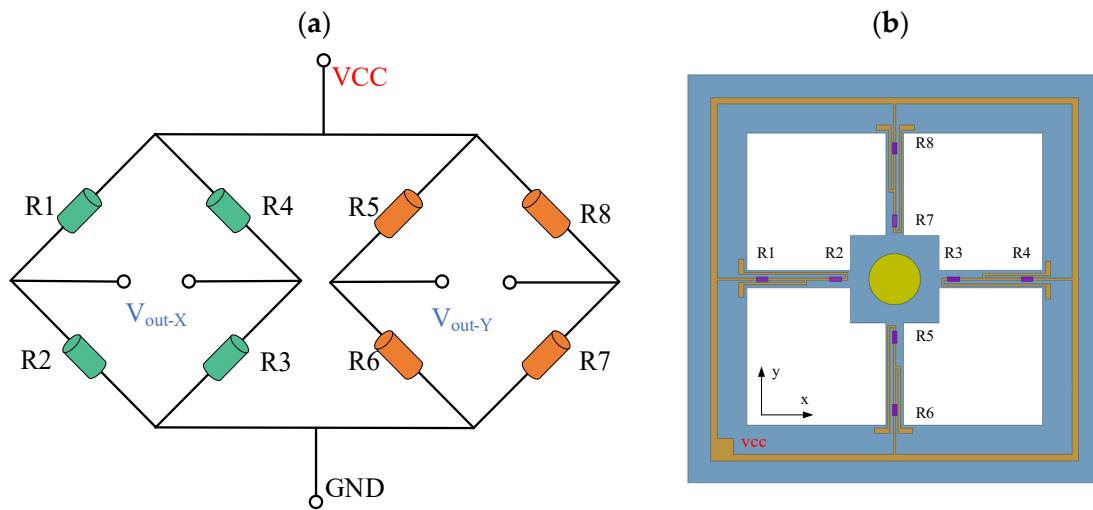 (a)
VCC
R1
R4
R5
R8
Vout-X
Vout-Y
R2
R3
R6
R7
GND
(b)
R8
R7
R1
R2
R3
R4
R5
y
x
R6
vcc